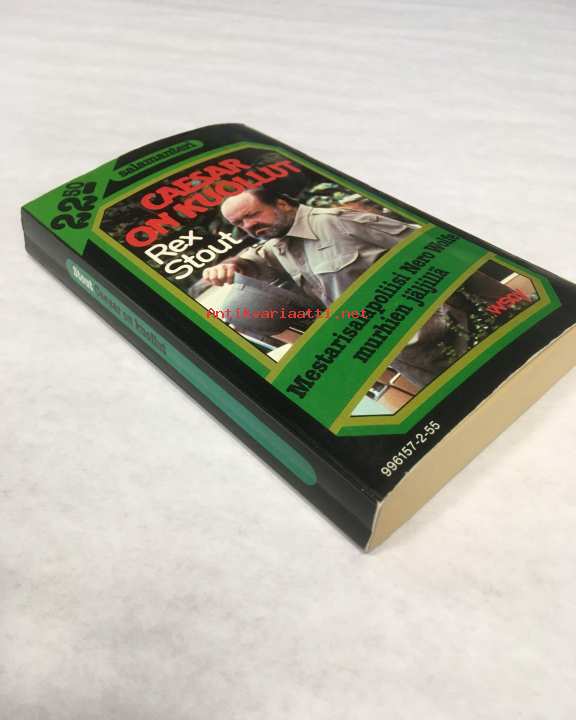 22.50
salamanteri
CAESAR
ON KUOLLUT
Rex
Stout
Antikvariaatti.net
Mestarisalapoliisi Nero Wolfe
murhien jäljillä
WSOY
996157-2-55
Stout Caesar on kuollut